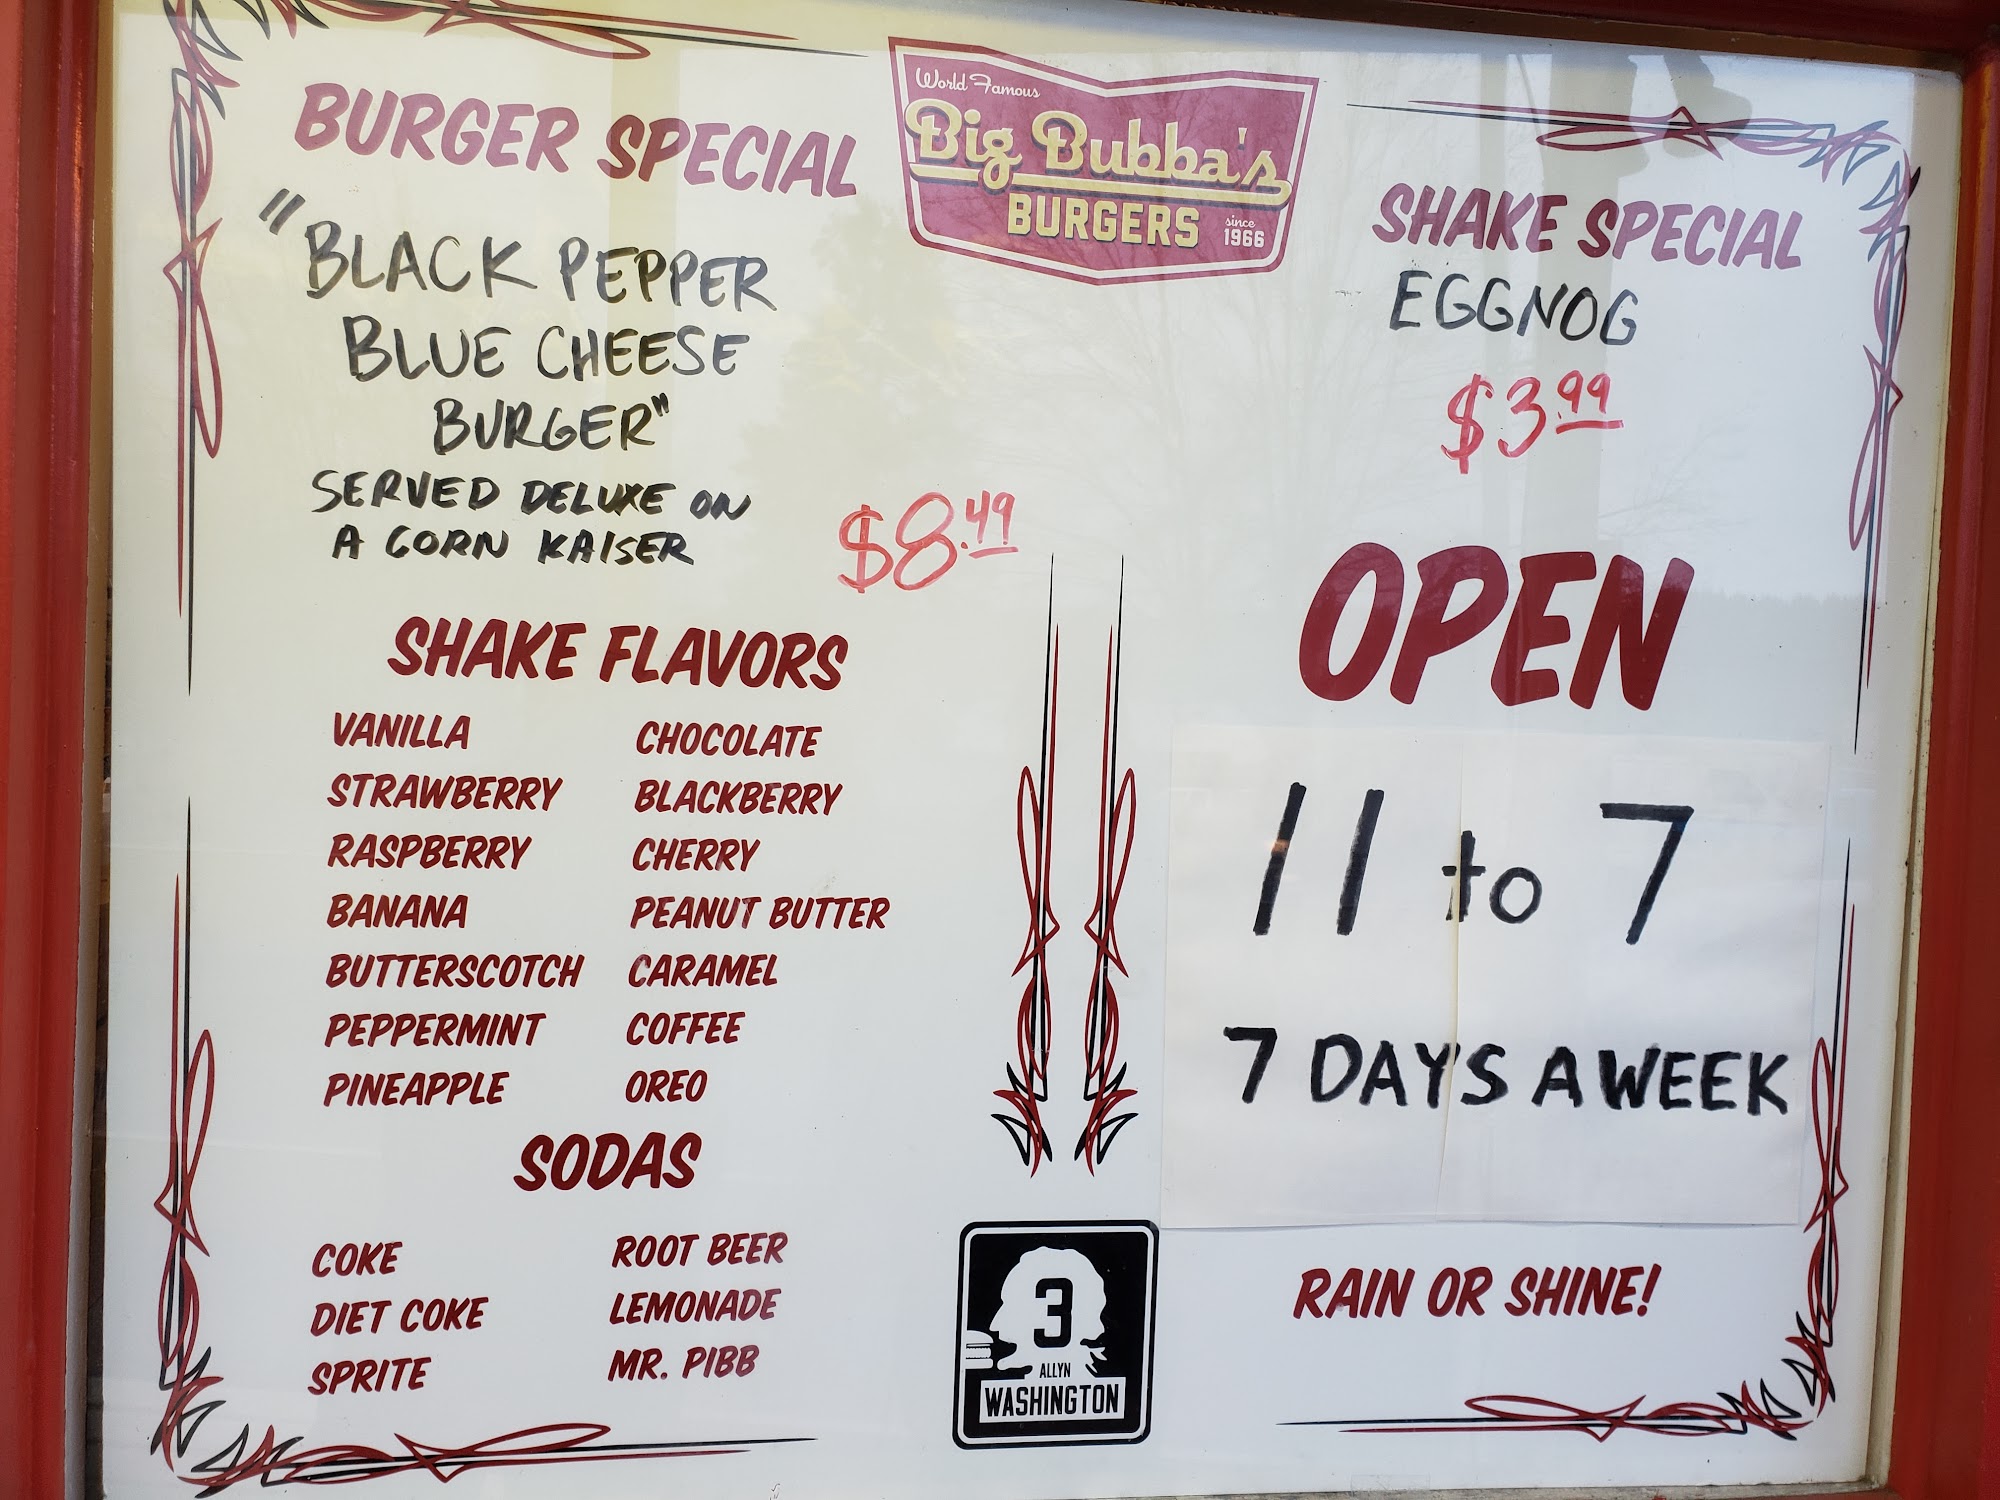 World Famous
Big Bubba's
BURGERS
since
1966
BURGER SPECIAL
"BLACK PEPPER
BLUE CHEESE
BURGER"
SERVED DELUXE ON
A CORN KAISER
$8.49
SHAKE SPECIAL
EGGNOG
$3.99
SHAKE FLAVORS
VANILLA CHOCOLATE
STRAWBERRY BLACKBERRY
RASPBERRY CHERRY
BANANA PEANUT BUTTER
BUTTERSCOTCH CARAMEL
PEPPERMINT COFFEE
PINEAPPLE OREO
SODAS
COKE ROOT BEER
DIET COKE LEMONADE
SPRITE MR. PIBB
OPEN
11 to 7
7 DAYS A WEEK
RAIN OR SHINE!
3
ALLYN
WASHINGTON